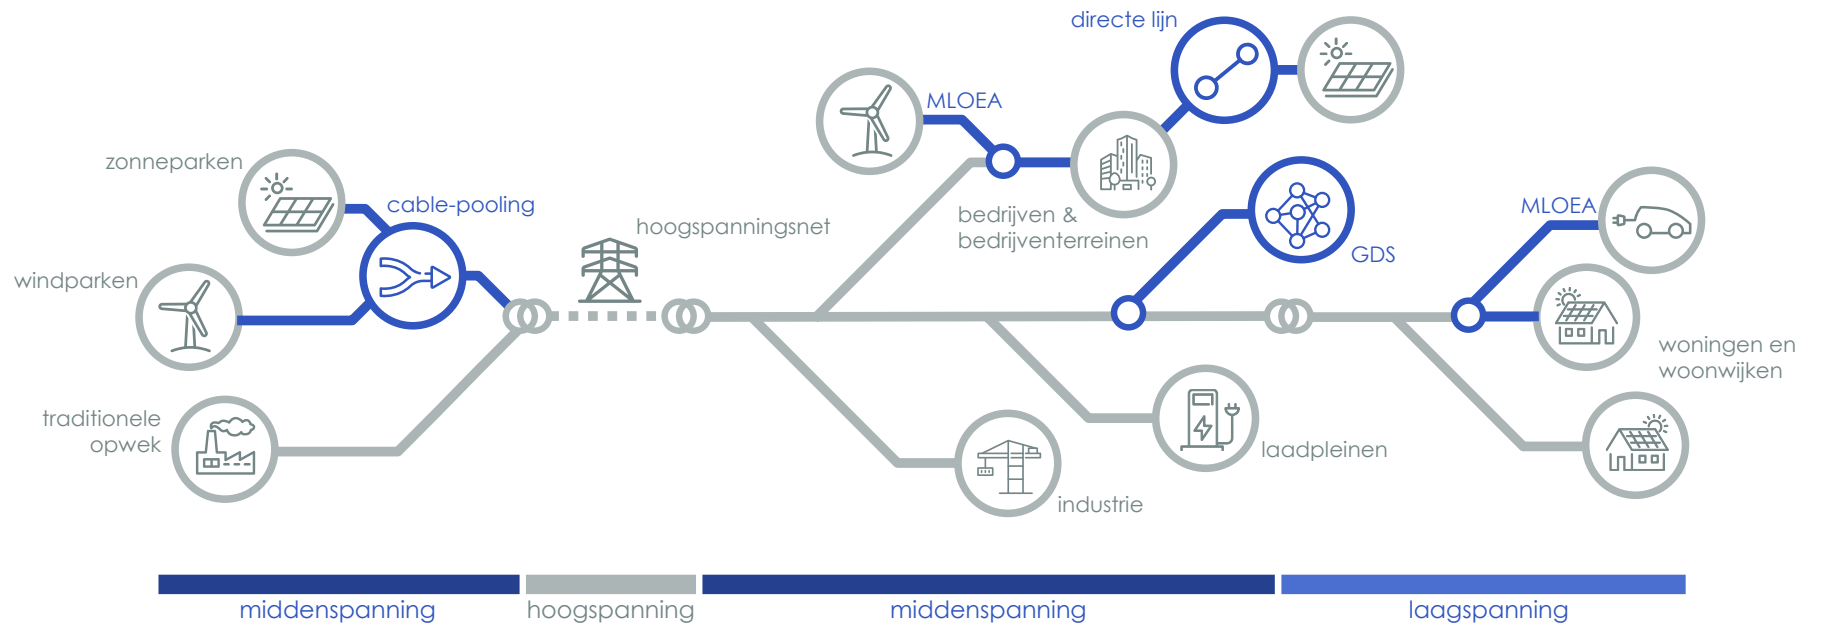 directe lijn
MLOEA
zonneparken
cable-pooling
hoogspanningsnet
bedrijven &
bedrijventerreinen
MLOEA
GDS
windparken
woningen en
woonwijken
traditionele
opwek
laadpleinen
industrie
middenspanning
hoogspanning
middenspanning
laagspanning